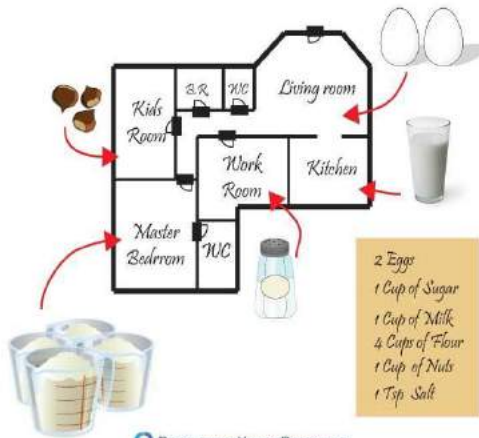 B.R
WC
Living room
Kids
Room
Work
Room
Kitchen
Master
Bedrrom
WC
2 Eggs
1 Cup of Sugar
1 Cup of Milk
4 Cups of Flour
1 Cup of Nuts
1 Tsp Salt